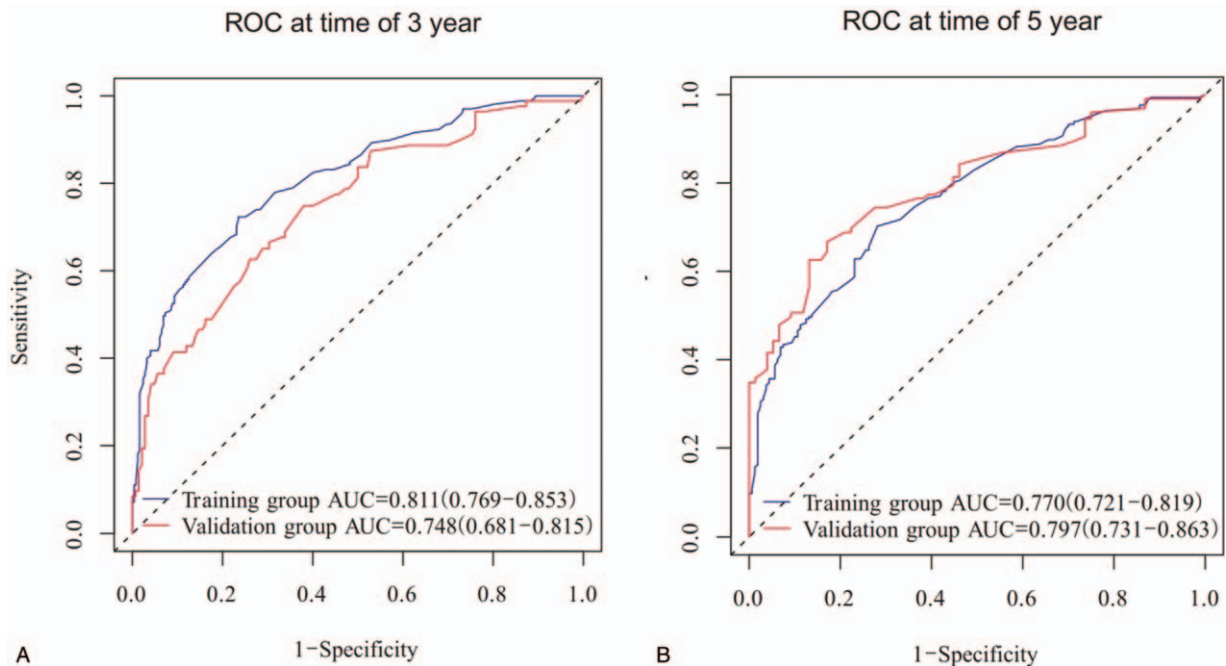 ROC at time of 3 year
Sensitivity
1.0
0.8
0.6
0.4
0.2
0.0
Training group AUC=0.811(0.769−0.853)
Validation group AUC=0.748(0.681−0.815)
0.0 0.2 0.4 0.6 0.8 1.0
1-Specificity
A
ROC at time of 5 year
1.0
0.8
0.6
0.4
0.2
0.0
Training group AUC=0.770(0.721−0.819)
Validation group AUC=0.797(0.731−0.863)
0.0 0.2 0.4 0.6 0.8 1.0
1-Specificity
B